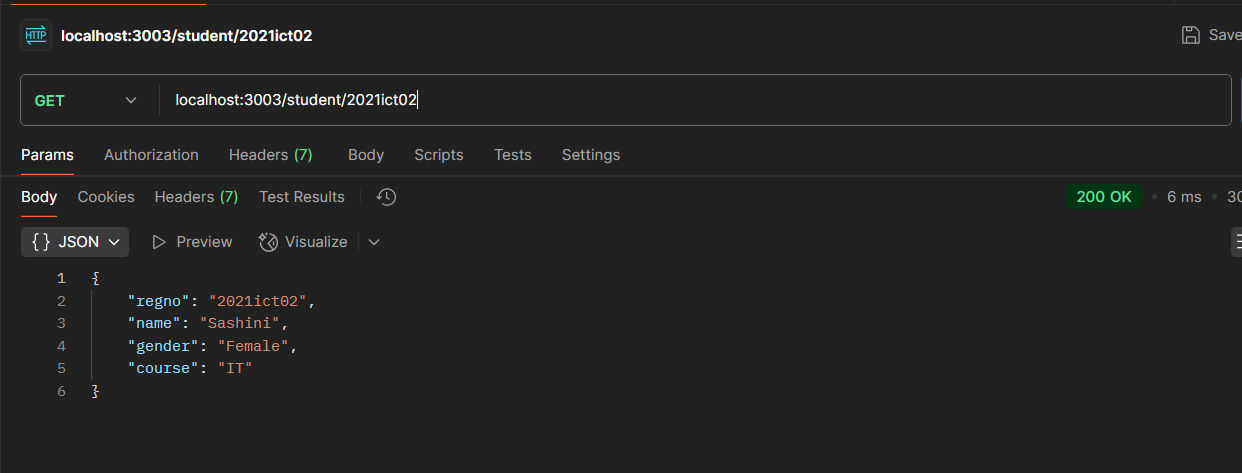 HTTP localhost:3003/student/2021ict02 Save
GET localhost:3003/student/2021ict02
Params Authorization Headers (7) Body Scripts Tests Settings
Body Cookies Headers (7) Test Results 200 OK • 6 ms • 30
{ } JSON Preview Visualize
1 {
2 "regno": "2021ict02",
3 "name": "Sashini",
4 "gender": "Female",
5 "course": "IT"
6 }